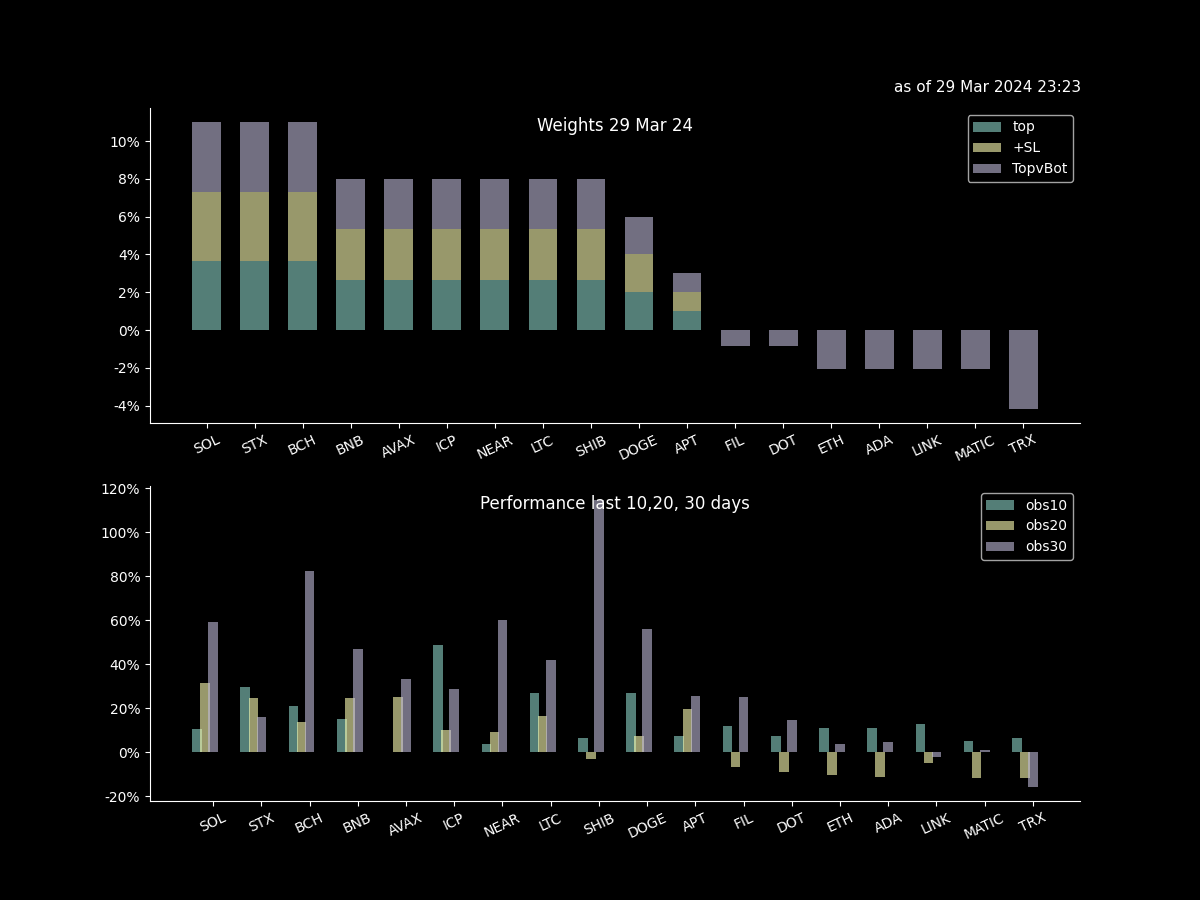 as of 29 Mar 2024 23:23
Weights 29 Mar 24
top
+SL
TopvBot
10%
8%
6%
4%
2%
0%
-2%
-4%
SOL STX BCH BNB AVAX ICP NEAR LTC SHIB DOGE APT FIL DOT ETH ADA LINK MATIC TRX
Performance last 10,20, 30 days
obs10
obs20
obs30
120%
100%
80%
60%
40%
20%
0%
-20%
SOL STX BCH BNB AVAX ICP NEAR LTC SHIB DOGE APT FIL DOT ETH ADA LINK MATIC TRX